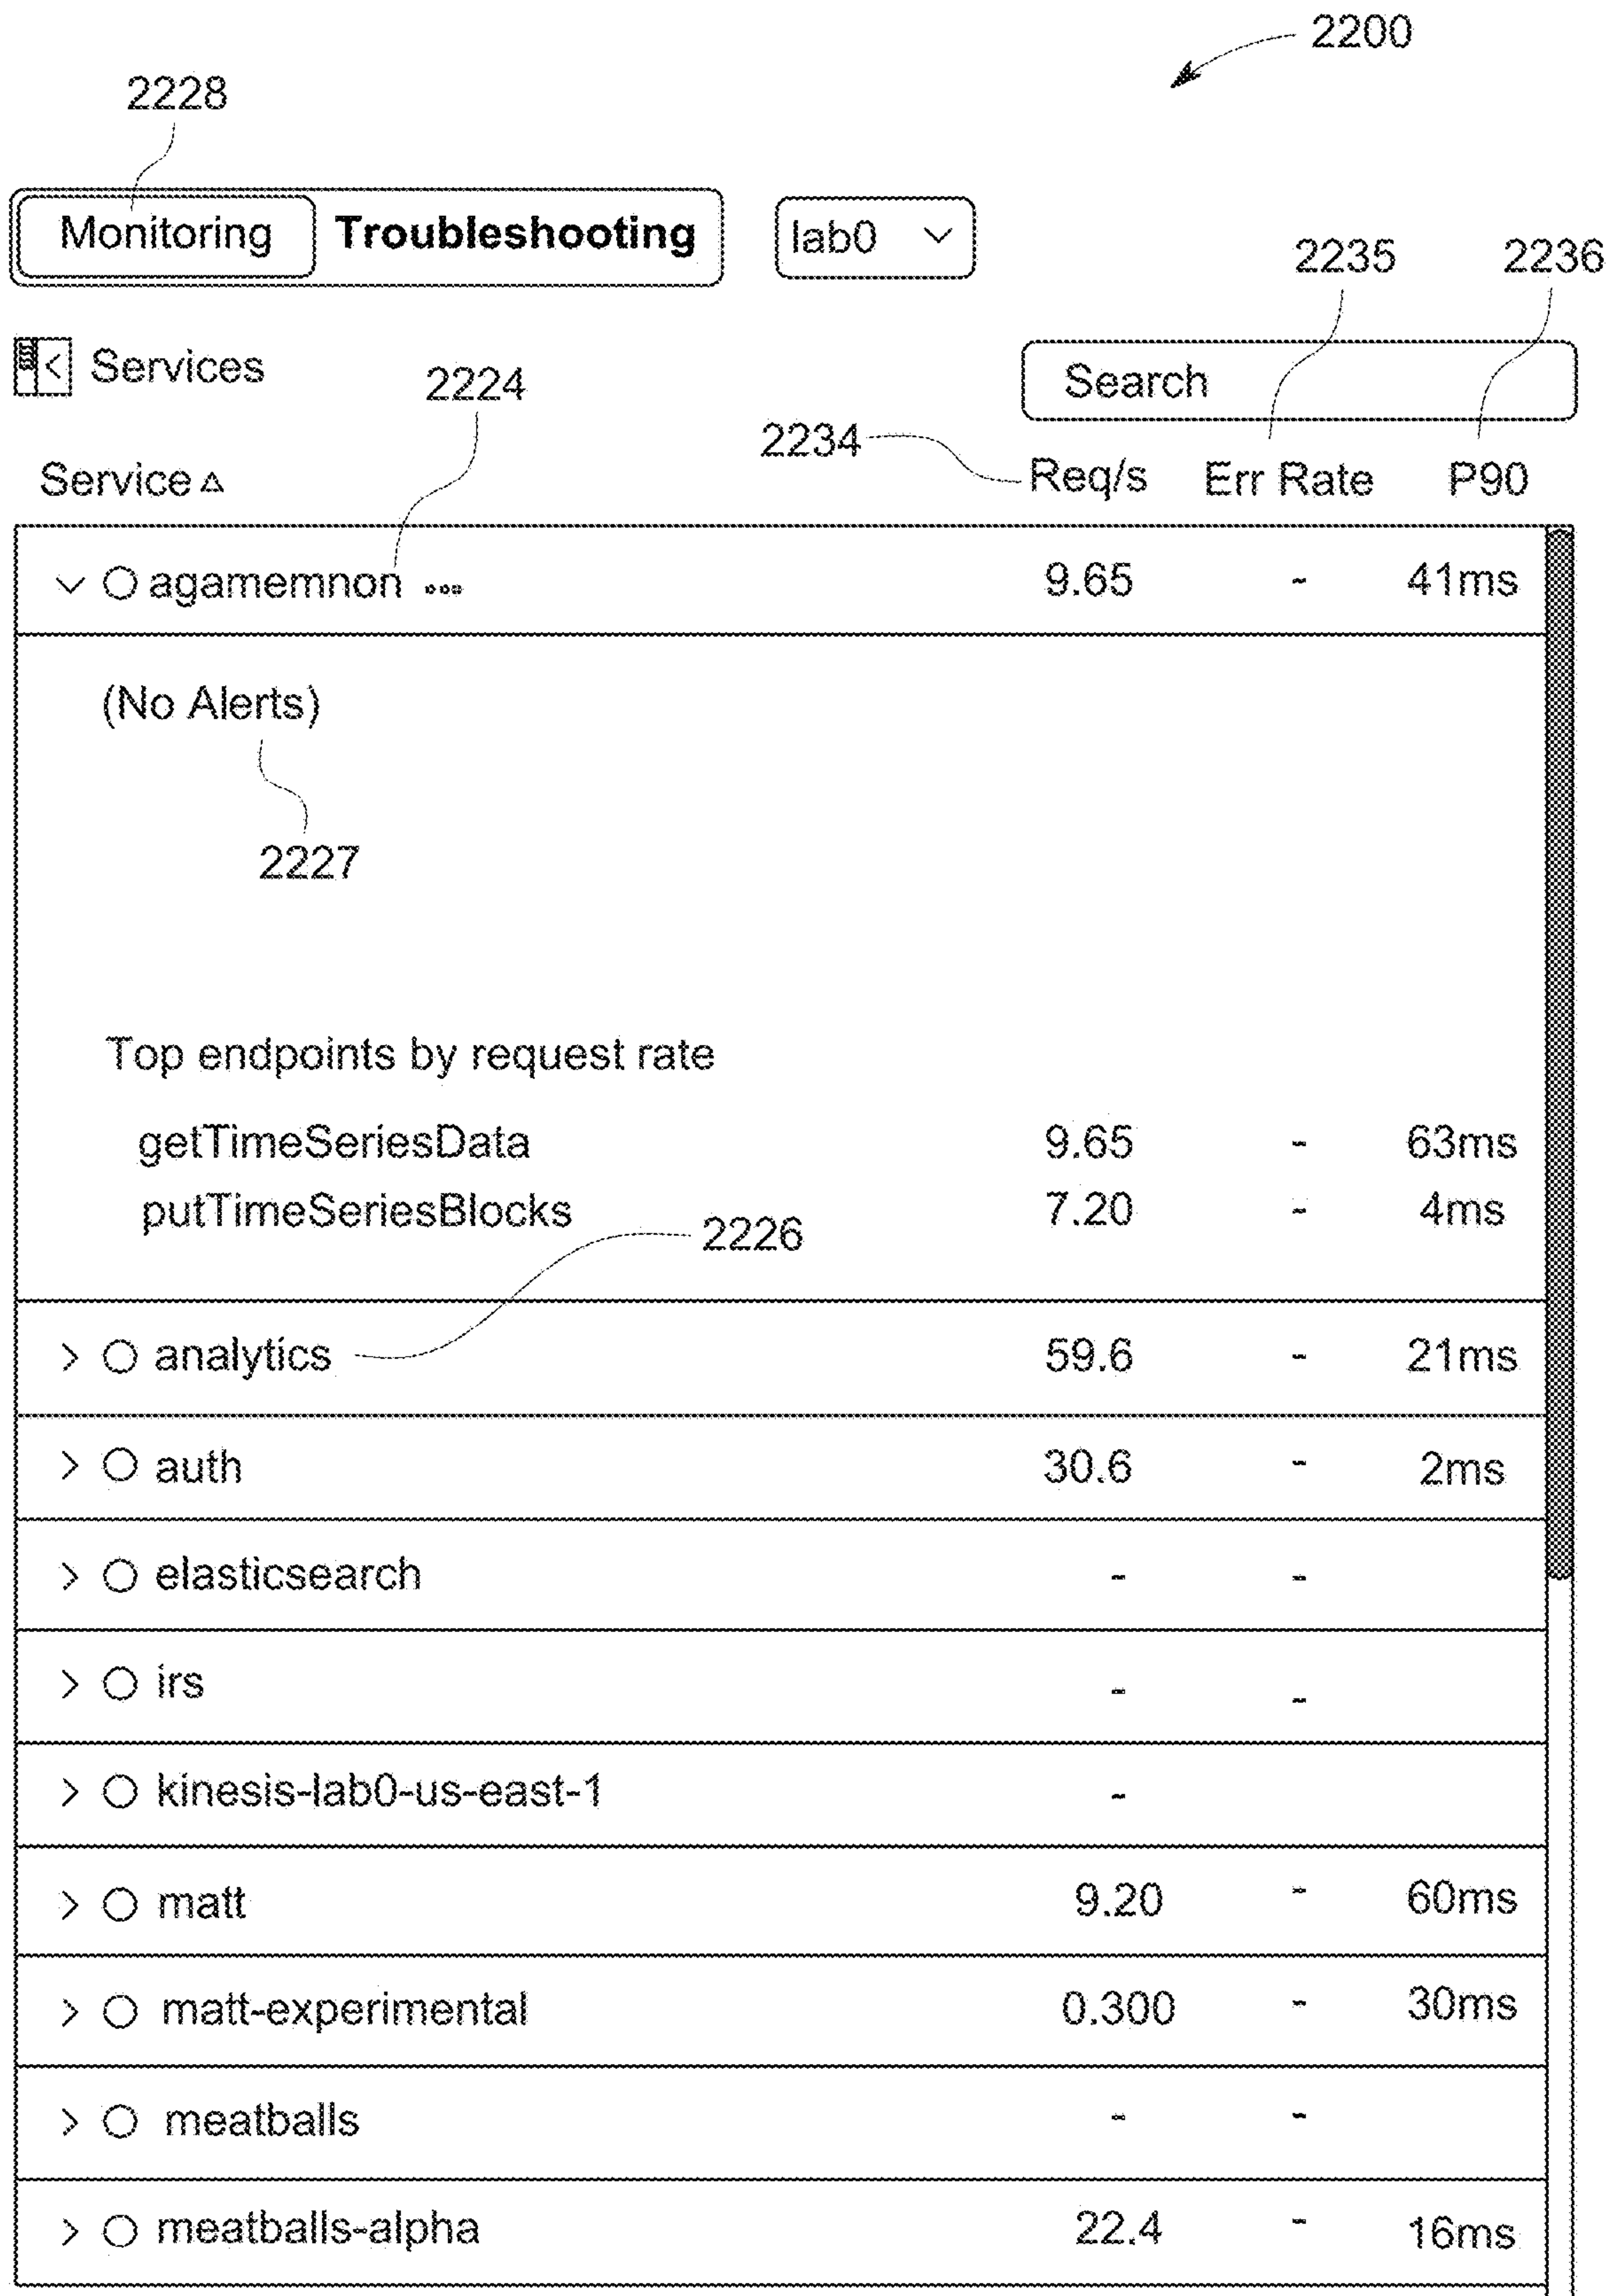 2200
2228
Monitoring Troubleshooting lab0
2235 2236
Services
2224
Search
2234
Service Req/s Err Rate P90
agamemnon ... 9.65 - 41ms
(No Alerts)
2227
Top endpoints by request rate
getTimeSeriesData 9.65 - 63ms
putTimeSeriesBlocks 7.20 - 4ms
2226
analytics 59.6 - 21ms
auth 30.6 - 2ms
elasticsearch - -
irs - -
kinesis-lab0-us-east-1 -
matt 9.20 - 60ms
matt-experimental 0.300 - 30ms
meatballs - -
meatballs-alpha 22.4 - 16ms